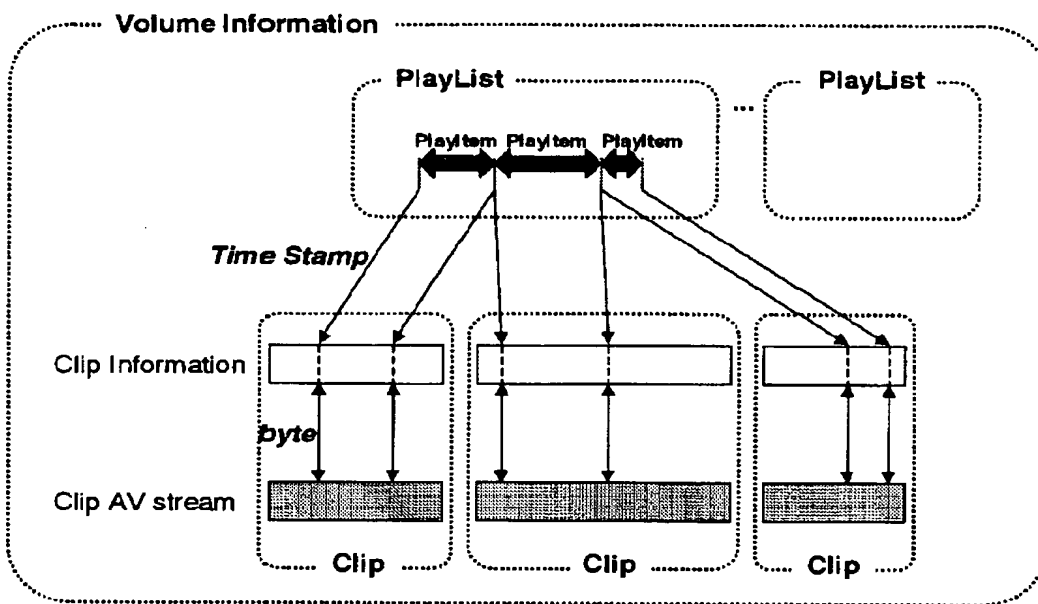 Volume Information
PlayList
...
PlayList
PlayItem PlayItem PlayItem
Time Stamp
Clip Information
byte
Clip AV stream
Clip Clip Clip